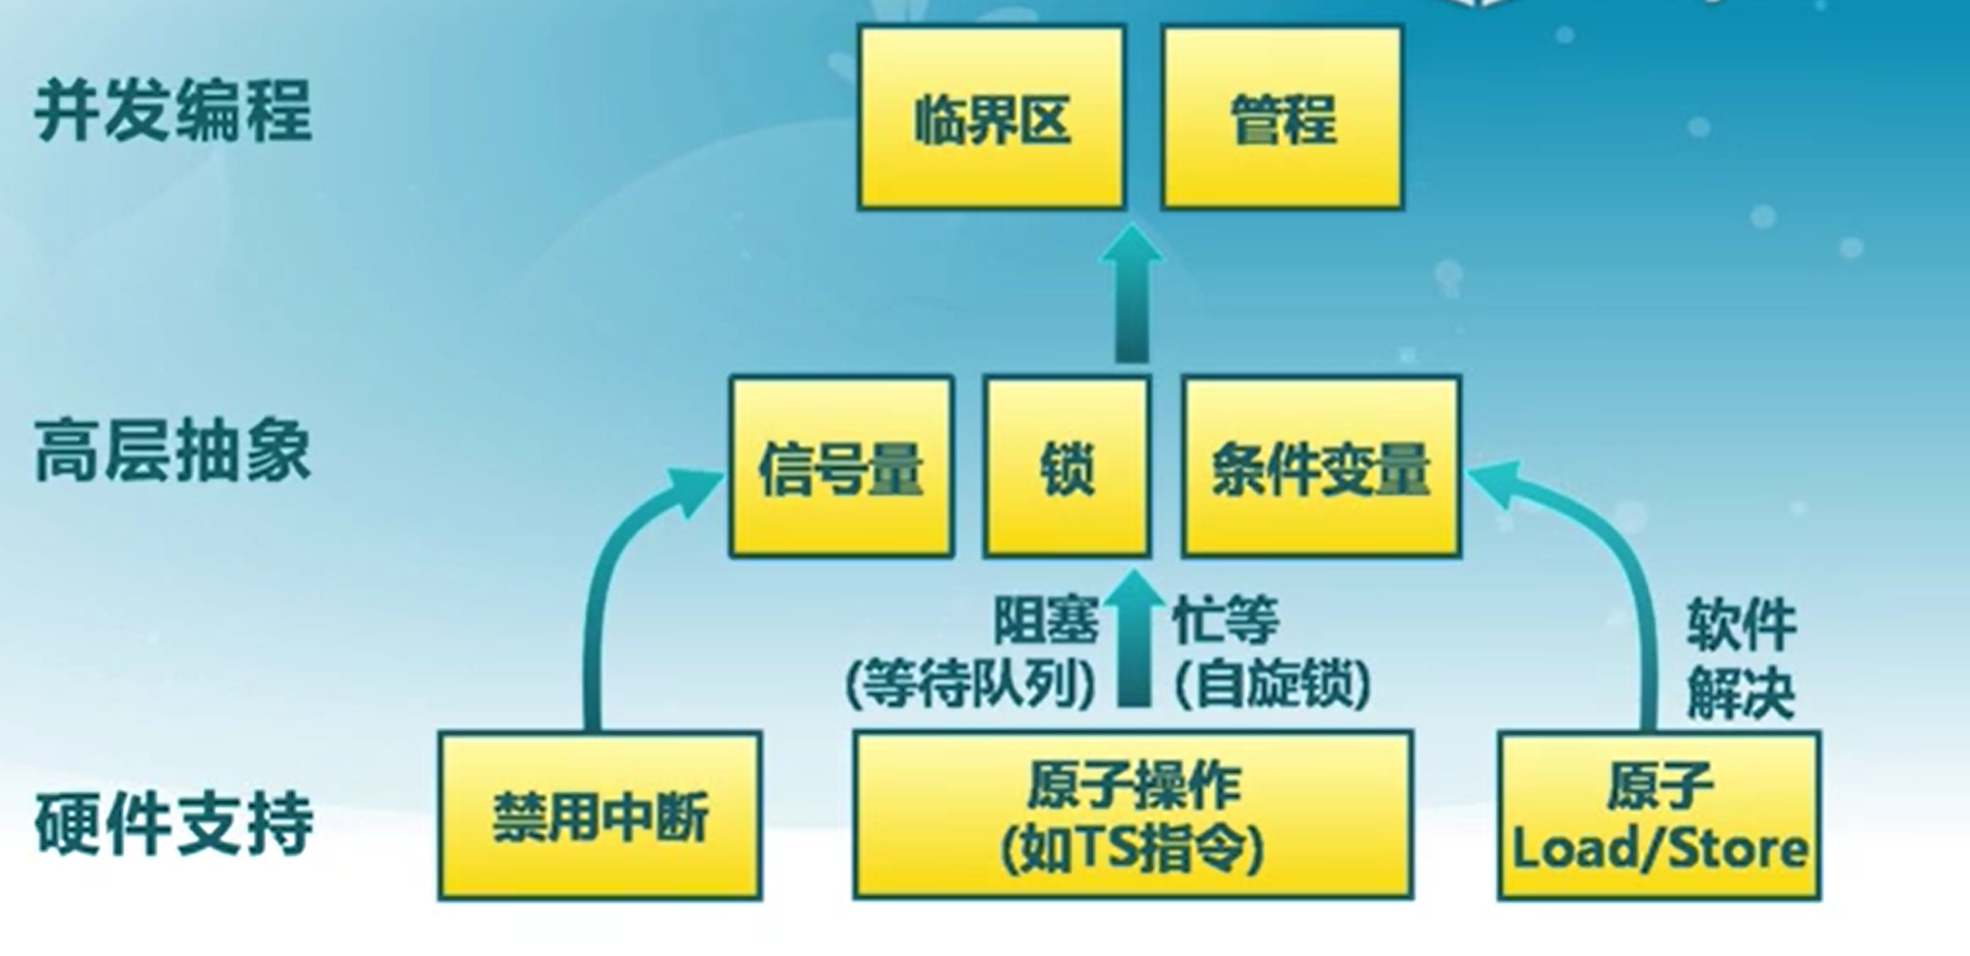 并发编程
临界区
管程
高层抽象
信号量
锁
条件变量
阻塞
(等待队列)
忙等
(自旋锁)
软件
解决
硬件支持
禁用中断
原子操作
(如TS指令)
原子
Load/Store